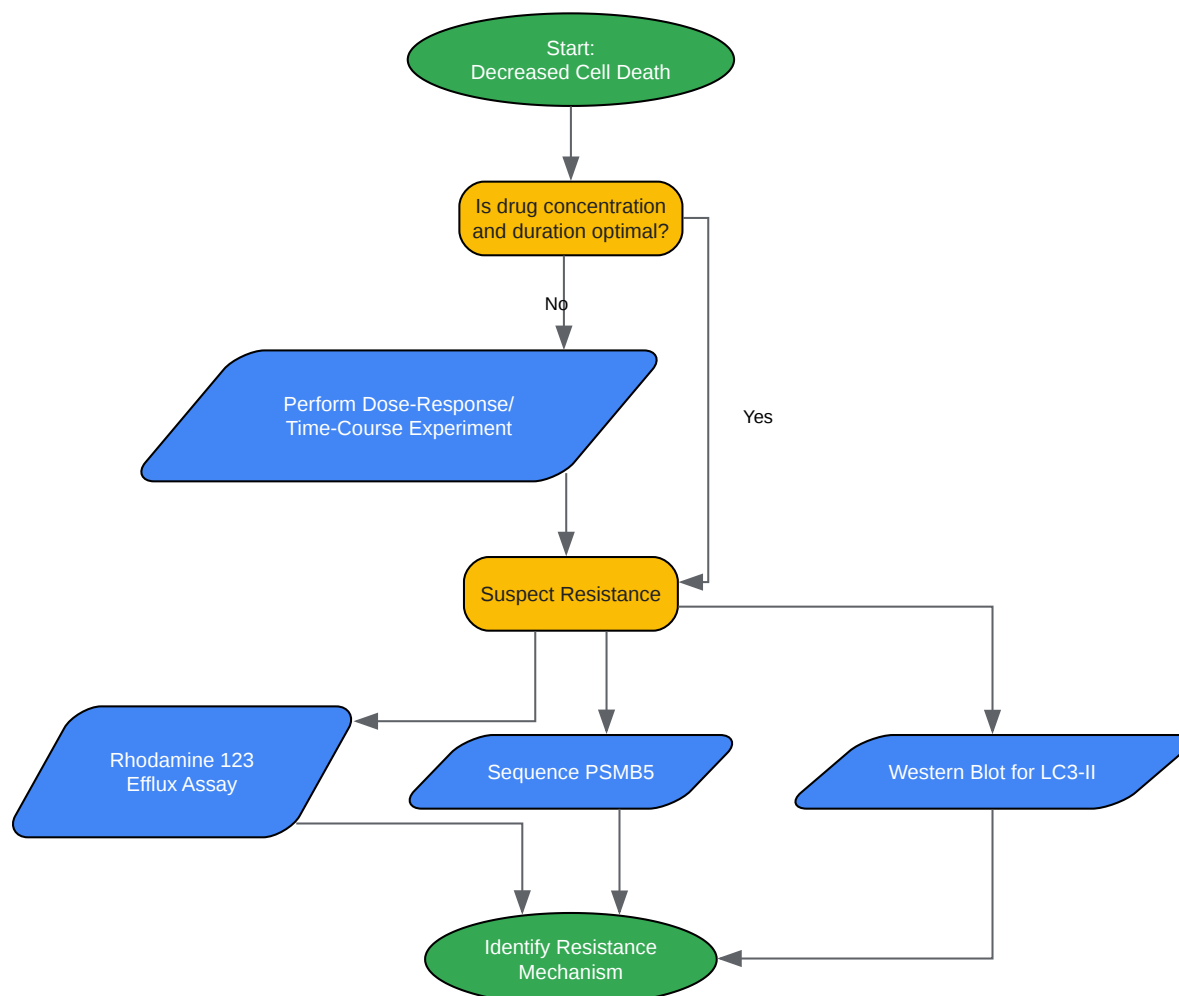 Start:
Decreased Cell Death
Is drug concentration
and duration optimal?
No
Perform Dose-Response/
Time-Course Experiment
Yes
Suspect Resistance
Rhodamine 123
Efflux Assay
Sequence PSMB5
Western Blot for LC3-II
Identify Resistance
Mechanism